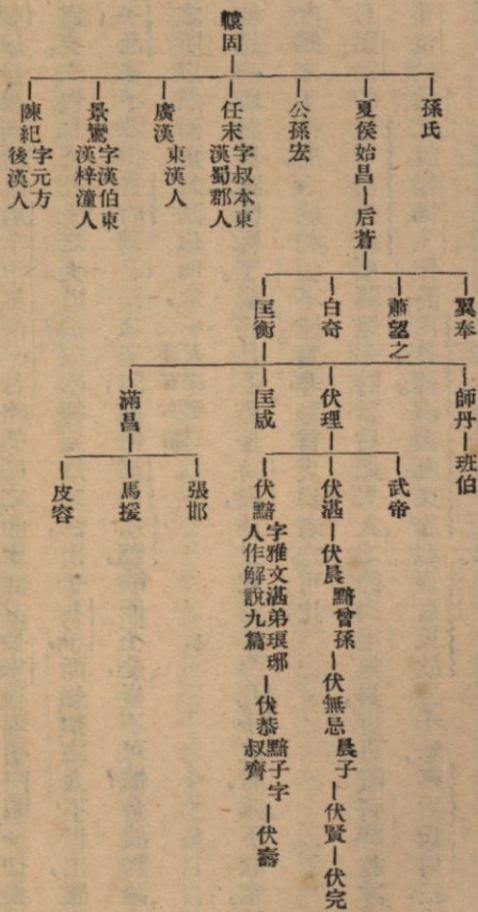 轅固
孫氏
夏侯始昌
后蒼
公孫宏
任末
字叔本東
漢蜀郡人
廣漢
東漢人
景鸞
字漢伯東
漢梓潼人
陳紀
字元方
後漢人
翼奉
蕭望之
白奇
匡衡
師丹
班伯
伏理
匡咸
滿昌
武帝
伏湛
伏晨
黯曾孫
伏無忌
晨子
伏賢
伏完
伏黯
字雅文湛弟琅琊
人作解說九篇
伏恭
黯子字
叔齊
伏壽
張邯
馬援
皮容